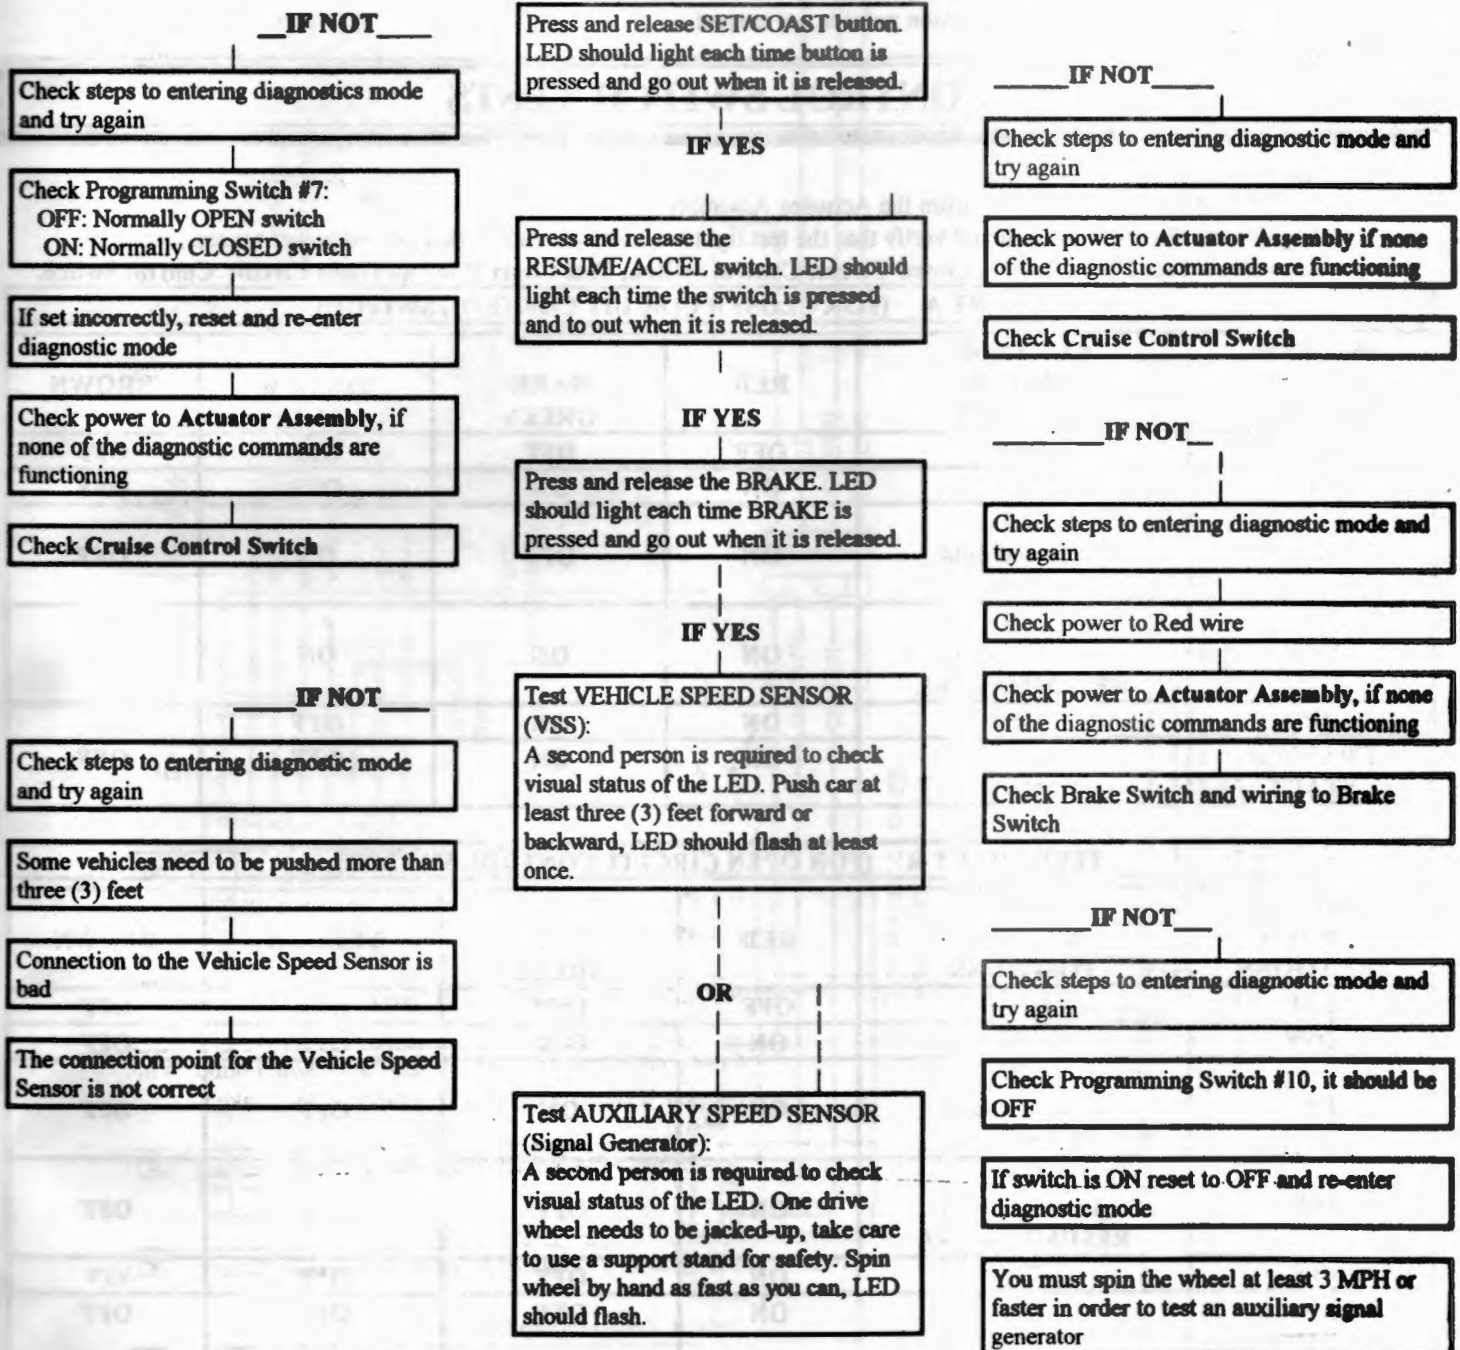 IF NOT
Check steps to entering diagnostics mode
and try again
Check Programming Switch #7:
OFF: Normally OPEN switch
ON: Normally CLOSED switch
If set incorrectly, reset and re-enter
diagnostic mode
Check power to Actuator Assembly, if
none of the diagnostic commands are
functioning
Check Cruise Control Switch
IF NOT
Check steps to entering diagnostic mode
and try again
Some vehicles need to be pushed more than
three (3) feet
Connection to the Vehicle Speed Sensor is
bad
The connection point for the Vehicle Speed
Sensor is not correct
Press and release SET/COAST button.
LED should light each time button is
pressed and go out when it is released.
IF YES
Press and release the
RESUME/ACCEL switch. LED should
light each time the switch is pressed
and to out when it is released.
IF YES
Press and release the BRAKE. LED
should light each time BRAKE is
pressed and go out when it is released.
IF YES
Test VEHICLE SPEED SENSOR
(VSS):
A second person is required to check
visual status of the LED. Push car at
least three (3) feet forward or
backward, LED should flash at least
once.
OR
Test AUXILIARY SPEED SENSOR
(Signal Generator):
A second person is required to check
visual status of the LED. One drive
wheel needs to be jacked-up, take care
to use a support stand for safety. Spin
wheel by hand as fast as you can, LED
should flash.
IF NOT
Check steps to entering diagnostic mode and
try again
Check power to Actuator Assembly if none
of the diagnostic commands are functioning
Check Cruise Control Switch
IF NOT
Check steps to entering diagnostic mode and
try again
Check power to Red wire
Check power to Actuator Assembly, if none
of the diagnostic commands are functioning
Check Brake Switch and wiring to Brake
Switch
IF NOT
Check steps to entering diagnostic mode and
try again
Check Programming Switch #10, it should be
OFF
If switch is ON reset to OFF and re-enter
diagnostic mode
You must spin the wheel at least 3 MPH or
faster in order to test an auxiliary signal
generator